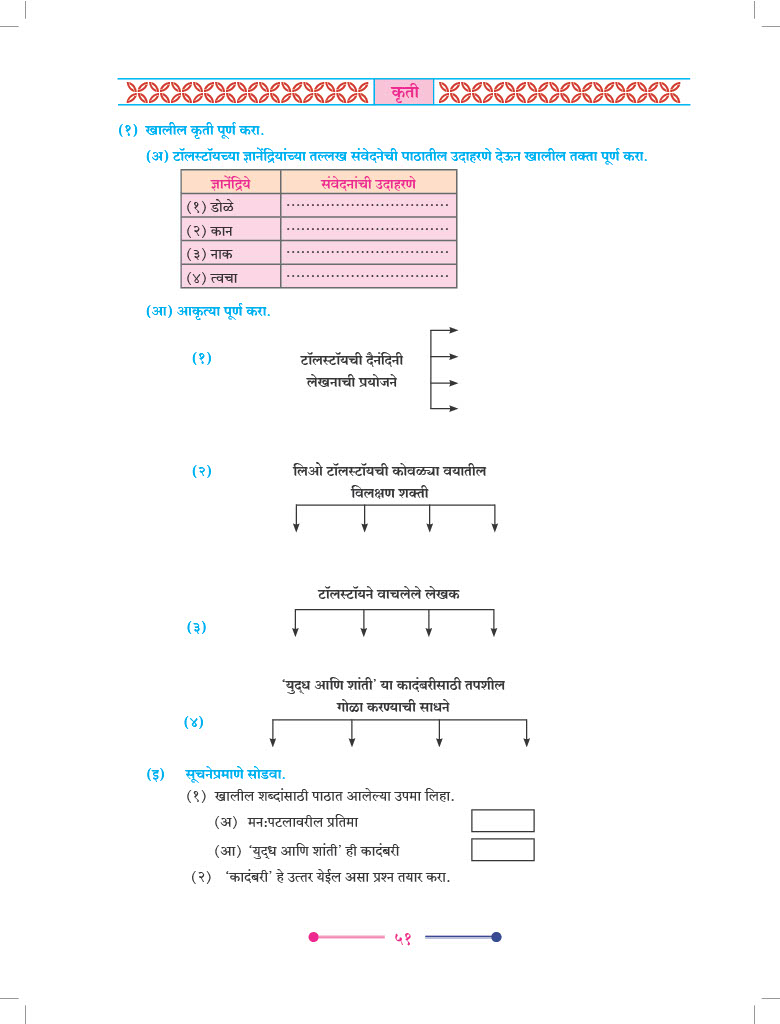 कृती
(१) खालील कृती पूर्ण करा.
(अ) टॉलस्टॉयच्या ज्ञानेंद्रियांच्या तल्लख संवेदनेची पाठातील उदाहरणे देऊन खालील तक्ता पूर्ण करा.
ज्ञानेंद्रिये संवेदनांची उदाहरणे
(१) डोळे ..................................
(२) कान ..................................
(३) नाक ..................................
(४) त्वचा ..................................
(आ) आकृत्या पूर्ण करा.
(१) टॉलस्टॉयची दैनंदिनी
लेखनाची प्रयोजने
(२) लिओ टॉलस्टॉयची कोवळ्या वयातील
विलक्षण शक्ती
टॉलस्टॉयने वाचलेले लेखक
(३)
‘युद्ध आणि शांती’ या कादंबरीसाठी तपशील
गोळा करण्याची साधने
(४)
(इ) सूचनेप्रमाणे सोडवा.
(१) खालील शब्दांसाठी पाठात आलेल्या उपमा लिहा.
(अ) मन:पटलावरील प्रतिमा
(आ) ‘युद्ध आणि शांती’ ही कादंबरी
(२) ‘कादंबरी’ हे उत्तर येईल असा प्रश्न तयार करा.
५१